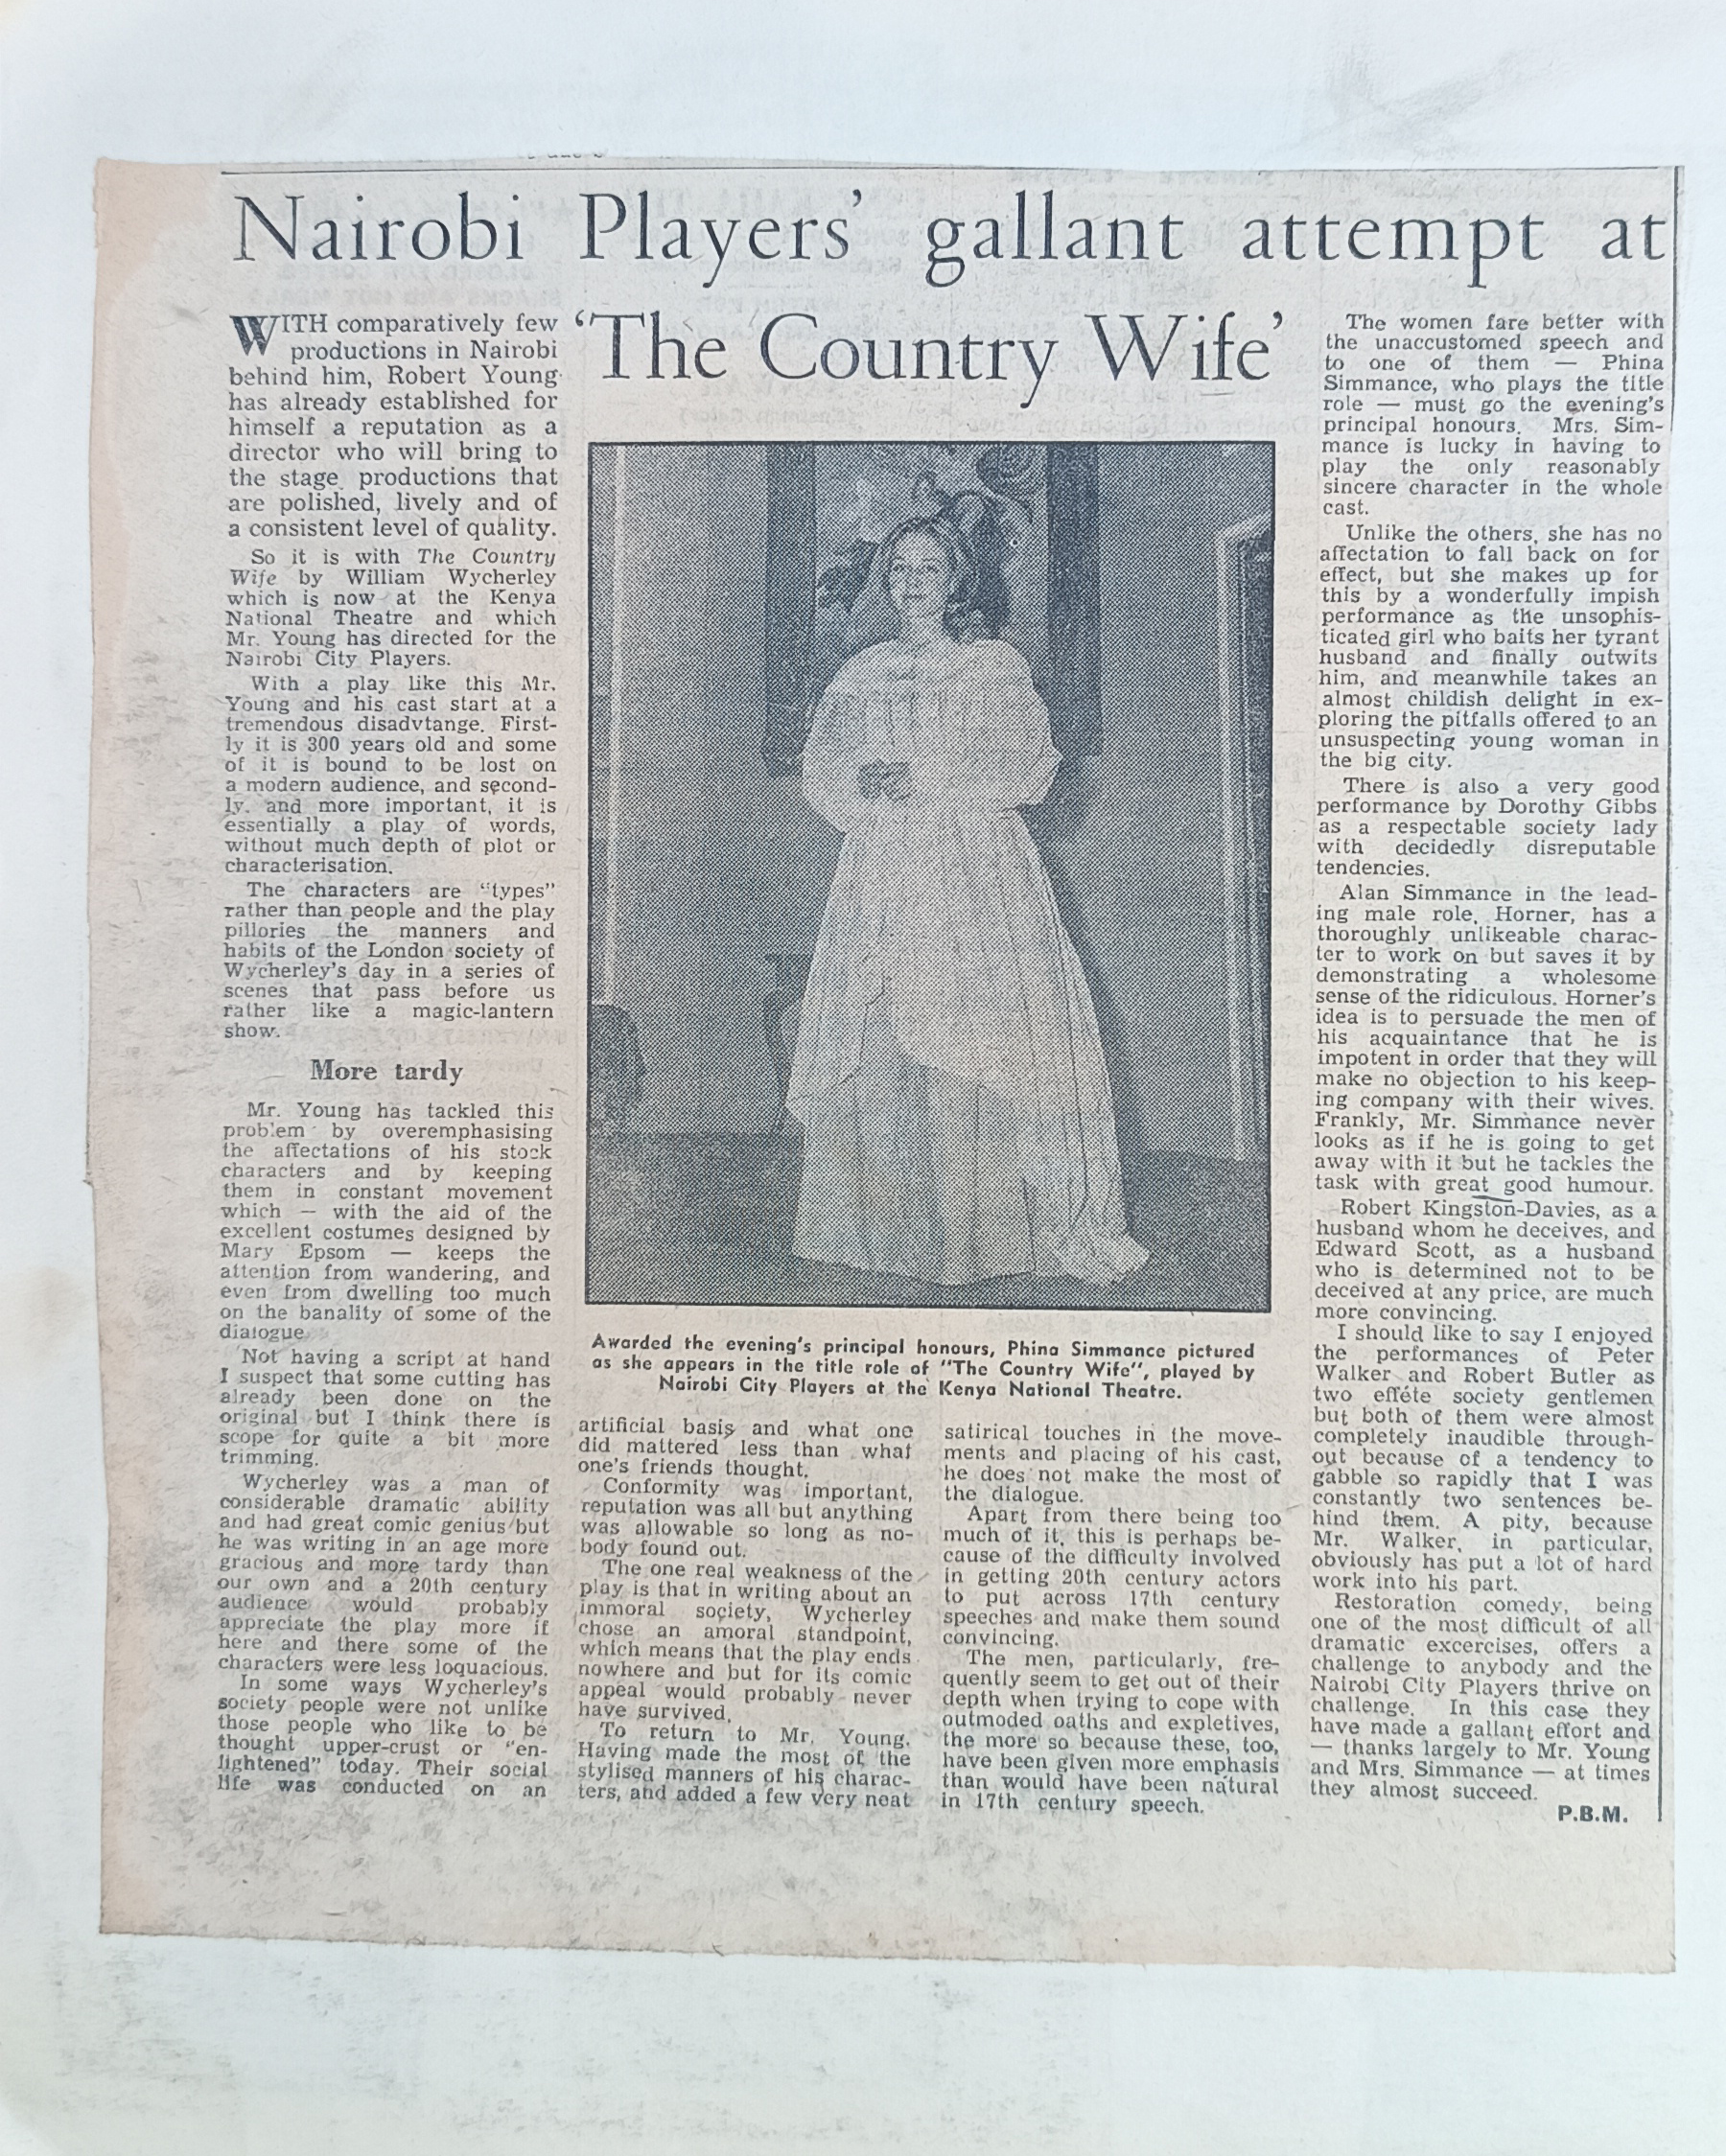 Nairobi Players' gallant attempt at
'The Country Wife'
WITH comparatively few
productions in Nairobi
behind him, Robert Young
has already established for
himself a reputation as a
director who will bring to
the stage productions that
are polished, lively and of
a consistent level of quality.
So it is with The Country
Wife by William Wycherley
which is now at the Kenya
National Theatre and which
Mr. Young has directed for the
Nairobi City Players.
With a play like this Mr.
Young and his cast start at a
tremendous disadvtange. First-
ly it is 300 years old and some
of it is bound to be lost on
a modern audience, and second-
ly, and more important, it is
essentially a play of words,
without much depth of plot or
characterisation.
The characters are "types"
rather than people and the play
pillories the manners and
habits of the London society of
Wycherley's day in a series of
scenes that pass before us
rather like a magic-lantern
show.
More tardy
Mr. Young has tackled this
problem by overemphasising
the affectations of his stock
characters and by keeping
them in constant movement
which — with the aid of the
excellent costumes designed by
Mary Epsom — keeps the
attention from wandering, and
even from dwelling too much
on the banality of some of the
dialogue
Not having a script at hand
I suspect that some cutting has
already been done on the
original but I think there is
scope for quite a bit more
trimming.
Wycherley was a man of
considerable dramatic ability
and had great comic genius but
he was writing in an age more
gracious and more tardy than
our own and a 20th century
audience would probably
appreciate the play more if
here and there some of the
characters were less loquacious.
In some ways Wycherley's
society people were not unlike
those people who like to be
thought upper-crust or "en-
lightened" today. Their social
life was conducted on an
Awarded the evening's principal honours, Phina Simmance pictured
as she appears in the title role of "The Country Wife", played by
Nairobi City Players at the Kenya National Theatre.
artificial basis and what one
did mattered less than what
one's friends thought.
Conformity was important,
reputation was all but anything
was allowable so long as no-
body found out.
The one real weakness of the
play is that in writing about an
immoral society, Wycherley
chose an amoral standpoint,
which means that the play ends
nowhere and but for its comic
appeal would probably never
have survived.
To return to Mr. Young.
Having made the most of the
stylised manners of his charac-
ters, and added a few very neat
satirical touches in the move-
ments and placing of his cast,
he does not make the most of
the dialogue.
Apart from there being too
much of it, this is perhaps be-
cause of the difficulty involved
in getting 20th century actors
to put across 17th century
speeches and make them sound
convincing.
The men, particularly, fre-
quently seem to get out of their
depth when trying to cope with
outmoded oaths and expletives,
the more so because these, too,
have been given more emphasis
than would have been natural
in 17th century speech.
The women fare better with
the unaccustomed speech and
to one of them — Phina
Simmance, who plays the title
role — must go the evening's
principal honours. Mrs. Sim-
mance is lucky in having to
play the only reasonably
sincere character in the whole
cast.
Unlike the others, she has no
affectation to fall back on for
effect, but she makes up for
this by a wonderfully impish
performance as the unsophis-
ticated girl who baits her tyrant
husband and finally outwits
him, and meanwhile takes an
almost childish delight in ex-
ploring the pitfalls offered to an
unsuspecting young woman in
the big city.
There is also a very good
performance by Dorothy Gibbs
as a respectable society lady
with decidedly disreputable
tendencies.
Alan Simmance in the lead-
ing male role, Horner, has a
thoroughly unlikeable charac-
ter to work on but saves it by
demonstrating a wholesome
sense of the ridiculous. Horner's
idea is to persuade the men of
his acquaintance that he is
impotent in order that they will
make no objection to his keep-
ing company with their wives.
Frankly, Mr. Simmance never
looks as if he is going to get
away with it but he tackles the
task with great good humour.
Robert Kingston-Davies, as a
husband whom he deceives, and
Edward Scott, as a husband
who is determined not to be
deceived at any price, are much
more convincing.
I should like to say I enjoyed
the performances of Peter
Walker and Robert Butler as
two efféte society gentlemen
but both of them were almost
completely inaudible through-
out because of a tendency to
gabble so rapidly that I was
constantly two sentences be-
hind them. A pity, because
Mr. Walker, in particular,
obviously has put a lot of hard
work into his part.
Restoration comedy, being
one of the most difficult of all
dramatic excercises, offers a
challenge to anybody and the
Nairobi City Players thrive on
challenge. In this case they
have made a gallant effort and
— thanks largely to Mr. Young
and Mrs. Simmance — at times
they almost succeed.
P.B.M.